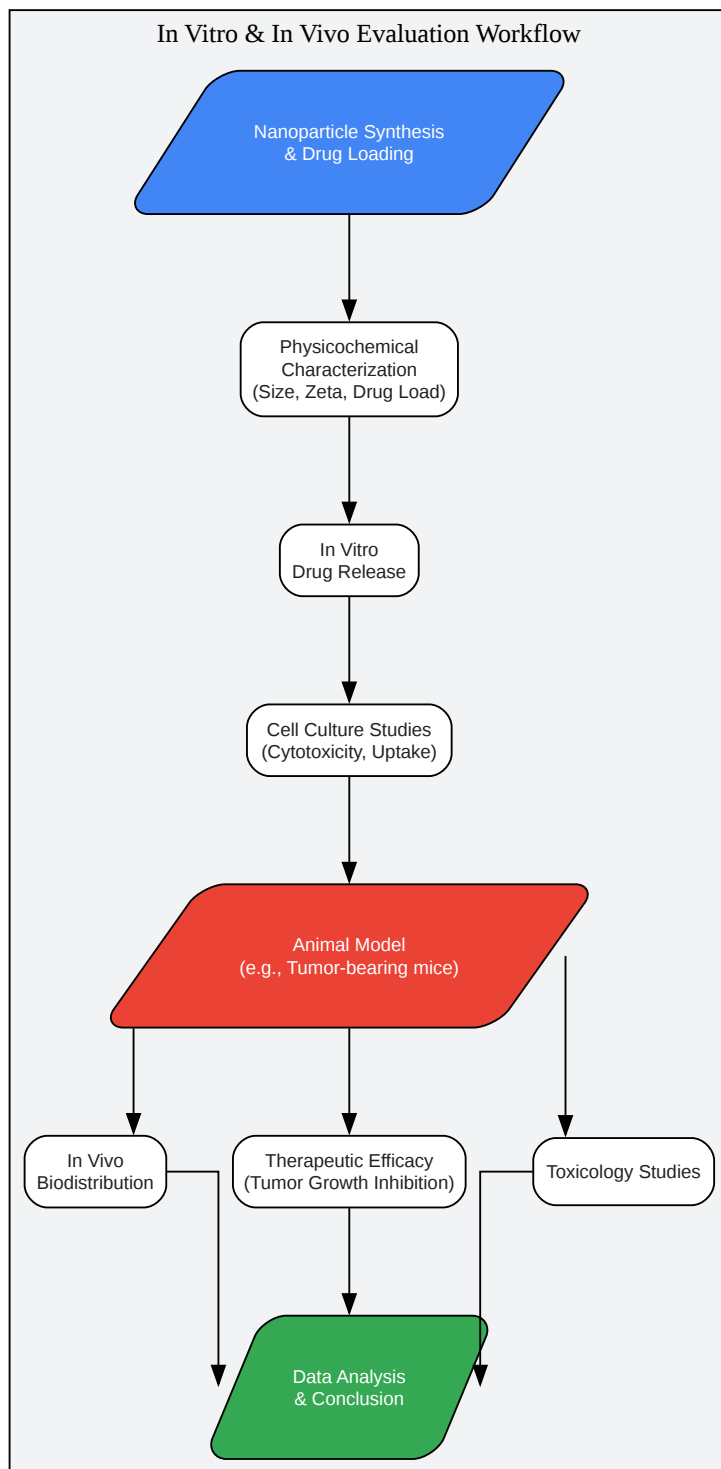 In Vitro & In Vivo Evaluation Workflow
Nanoparticle Synthesis
& Drug Loading
Physicochemical
Characterization
(Size, Zeta, Drug Load)
In Vitro
Drug Release
Cell Culture Studies
(Cytotoxicity, Uptake)
Animal Model
(e.g., Tumor-bearing mice)
In Vivo
Biodistribution
Therapeutic Efficacy
(Tumor Growth Inhibition)
Toxicology Studies
Data Analysis
& Conclusion